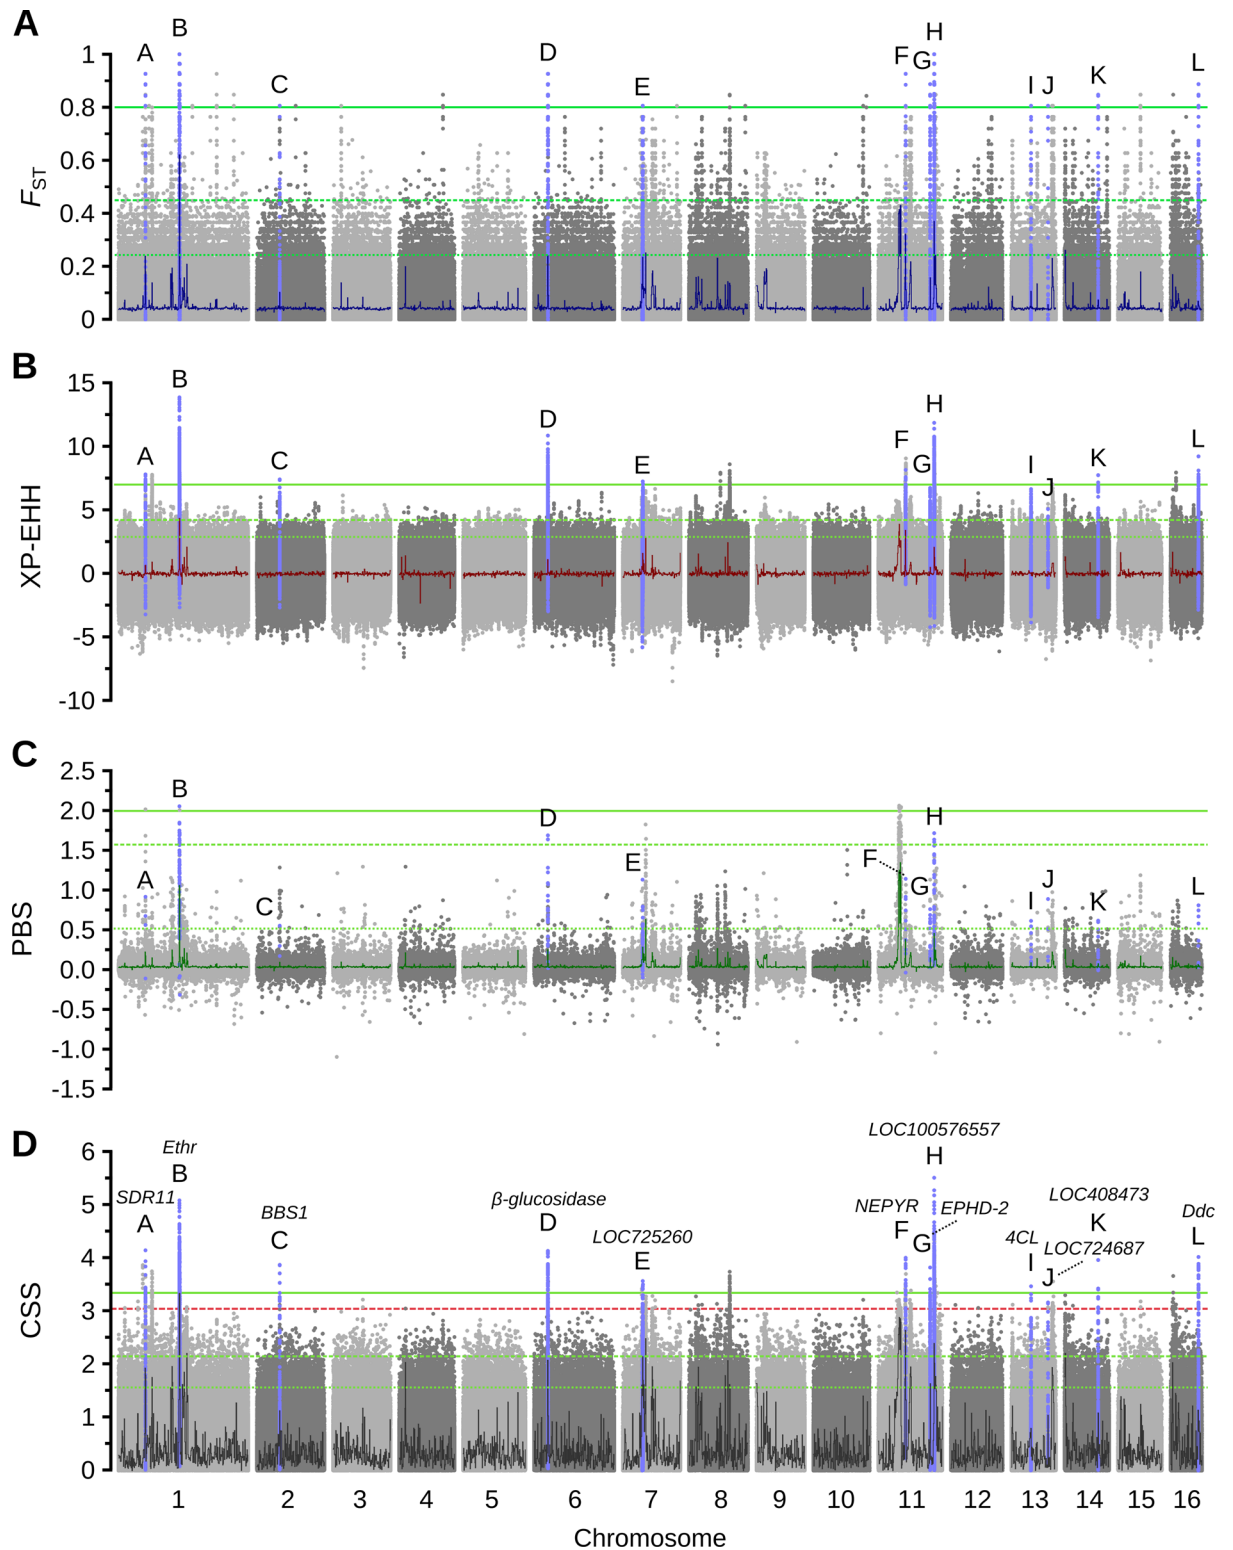 A
B
A
C
D
E
F
G
H
I
J
K
L
1
0.8
0.6
0.4
0.2
0
FST
B
B
A
C
D
E
F
G
H
I
J
K
L
15
10
5
0
-5
-10
XP-EHH
C
B
A
C
D
E
F
G
H
I
J
K
L
2.5
2.0
1.5
1.0
0.5
0.0
-0.5
-1.0
-1.5
PBS
D
Ethr
B
SDR11
A
BBS1
C
β-glucosidase
D
LOC725260
E
NEPYR
F
LOC100576557
H
EPHD-2
G
4CL
I
LOC724687
J
LOC408473
K
Ddc
L
6
5
4
3
2
1
0
CSS
1 2 3 4 5 6 7 8 9 10 11 12 13 14 15 16
Chromosome